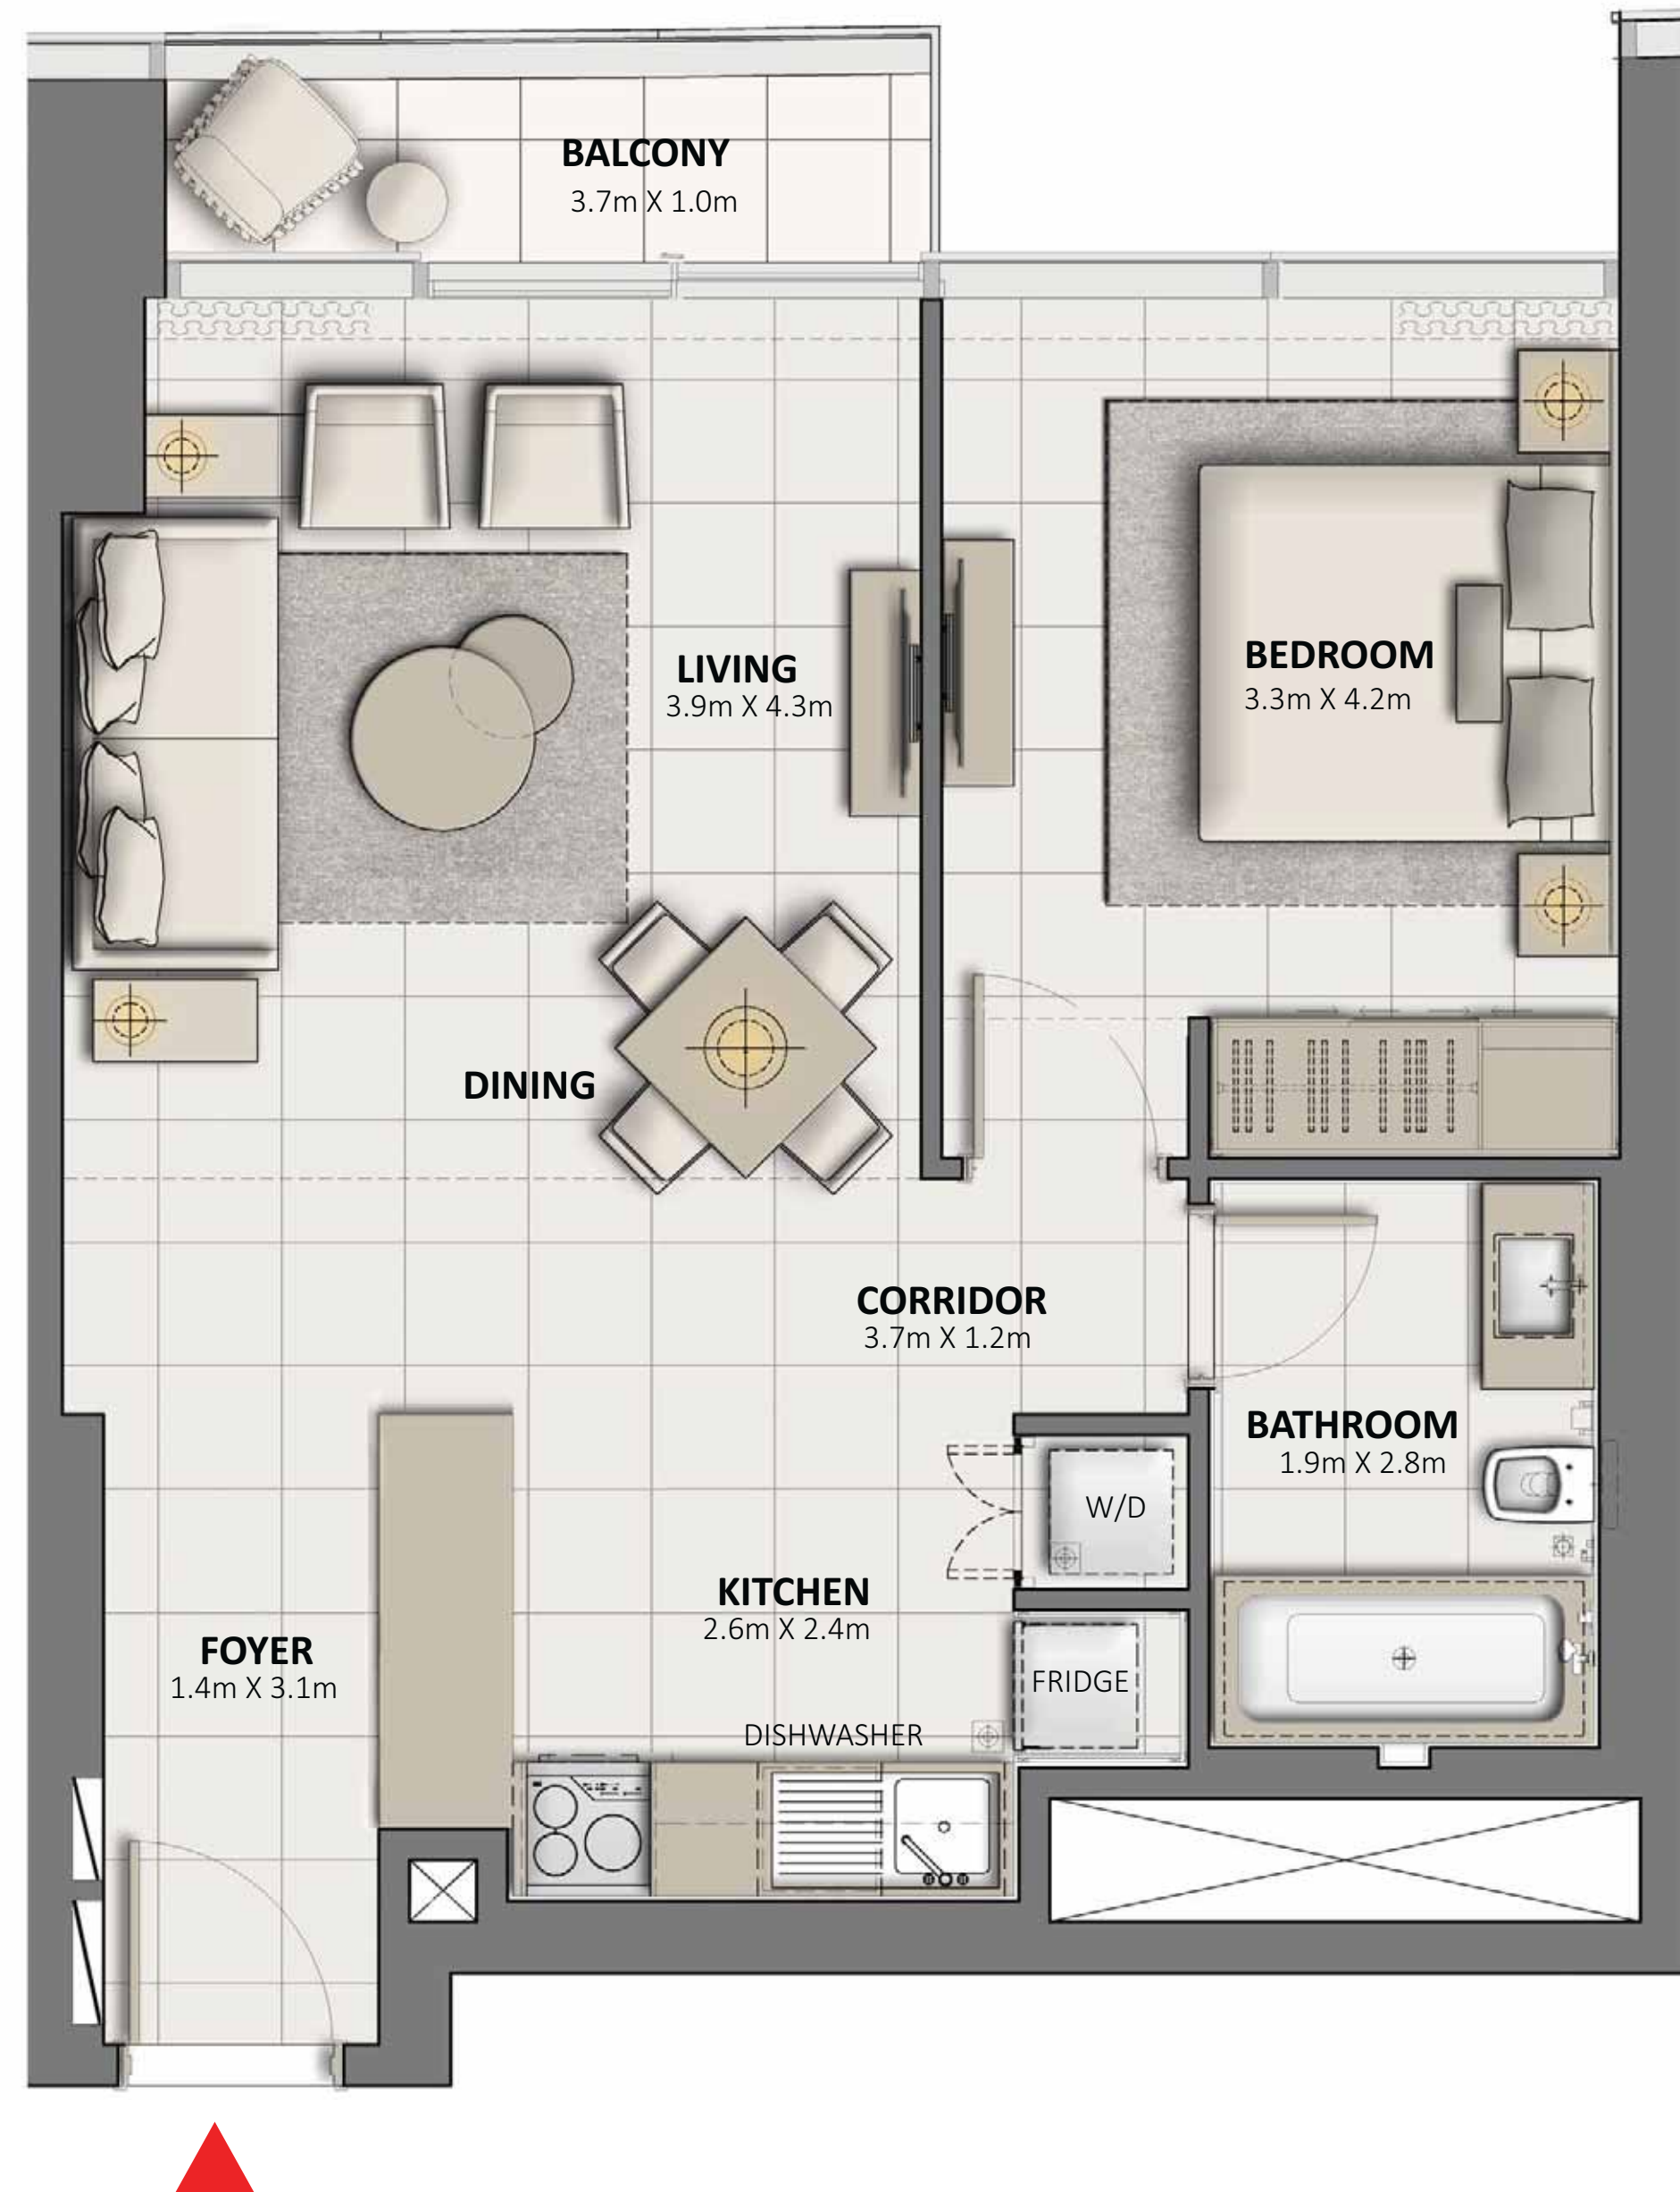 BALCONY
3.7m X 1.0m
LIVING
3.9m X 4.3m
BEDROOM
3.3m X 4.2m
DINING
CORRIDOR
3.7m X 1.2m
BATHROOM
1.9m X 2.8m
W/D
KITCHEN
2.6m X 2.4m
FOYER
1.4m X 3.1m
FRIDGE
DISHWASHER